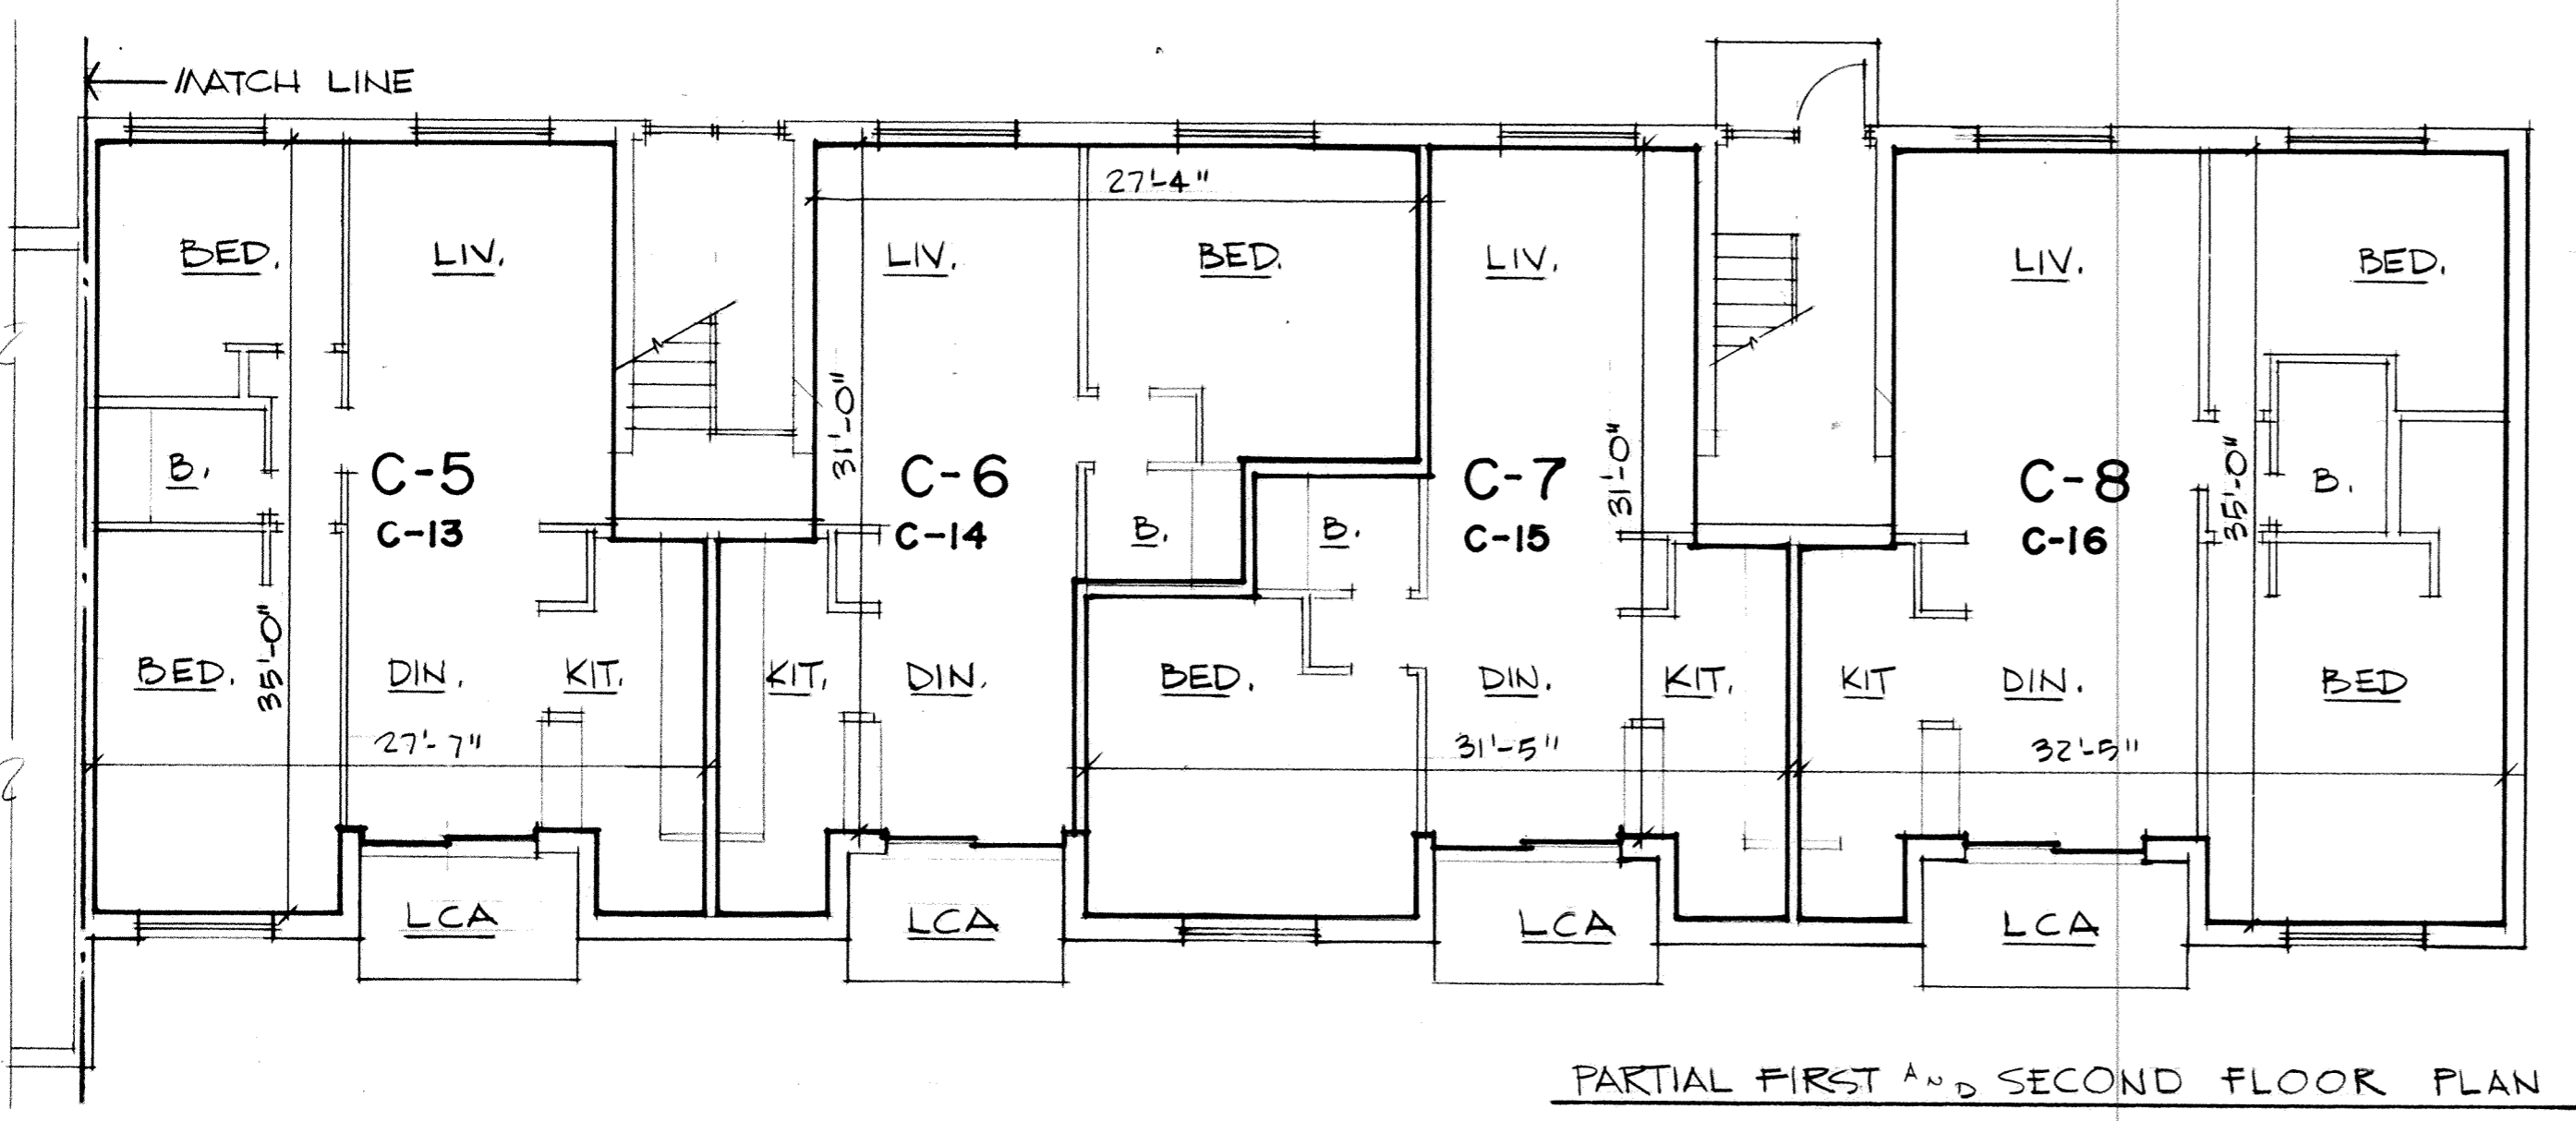 MATCH LINE
27'-4"
BED.
LIV.
LIV.
BED.
LIV.
LIV.
BED.
31'-0"
31'-0"
35'-0"
B.
C-5
C-13
C-6
C-14
B.
B.
C-7
C-15
C-8
C-16
B.
35'-0"
BED.
DIN.
KIT.
KIT.
DIN.
BED.
DIN.
KIT.
KIT
DIN.
BED
27'-7"
31'-5"
32'-5"
LCA
LCA
LCA
LCA
PARTIAL FIRST AND SECOND FLOOR PLAN